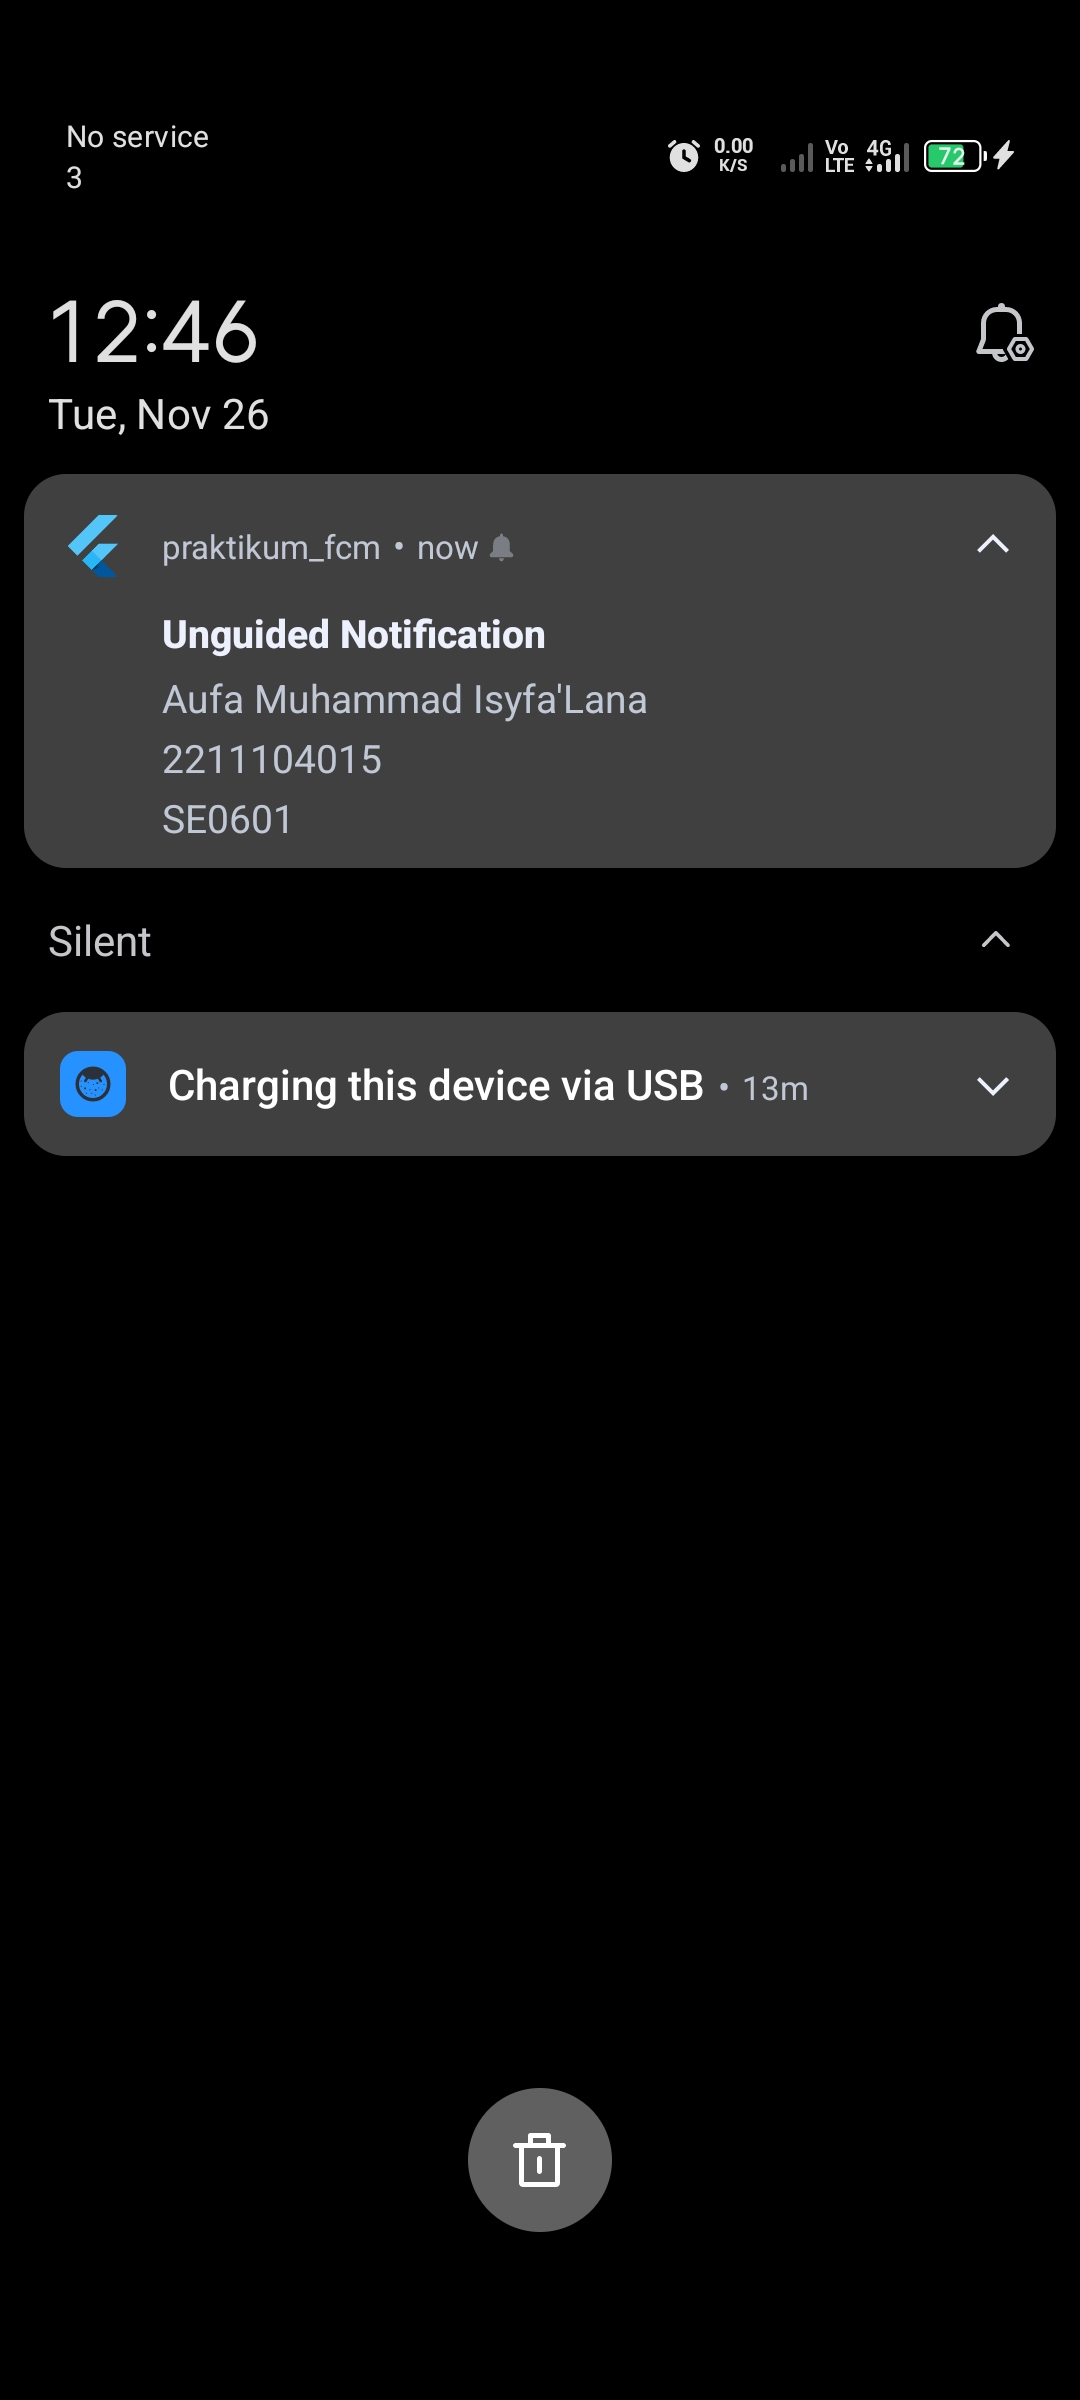 No service
3
0.00
K/S
Vo
LTE
4G
72
12:46
Tue, Nov 26
praktikum_fcm • now
Unguided Notification
Aufa Muhammad Isyfa'Lana
2211104015
SE0601
Silent
Charging this device via USB • 13m